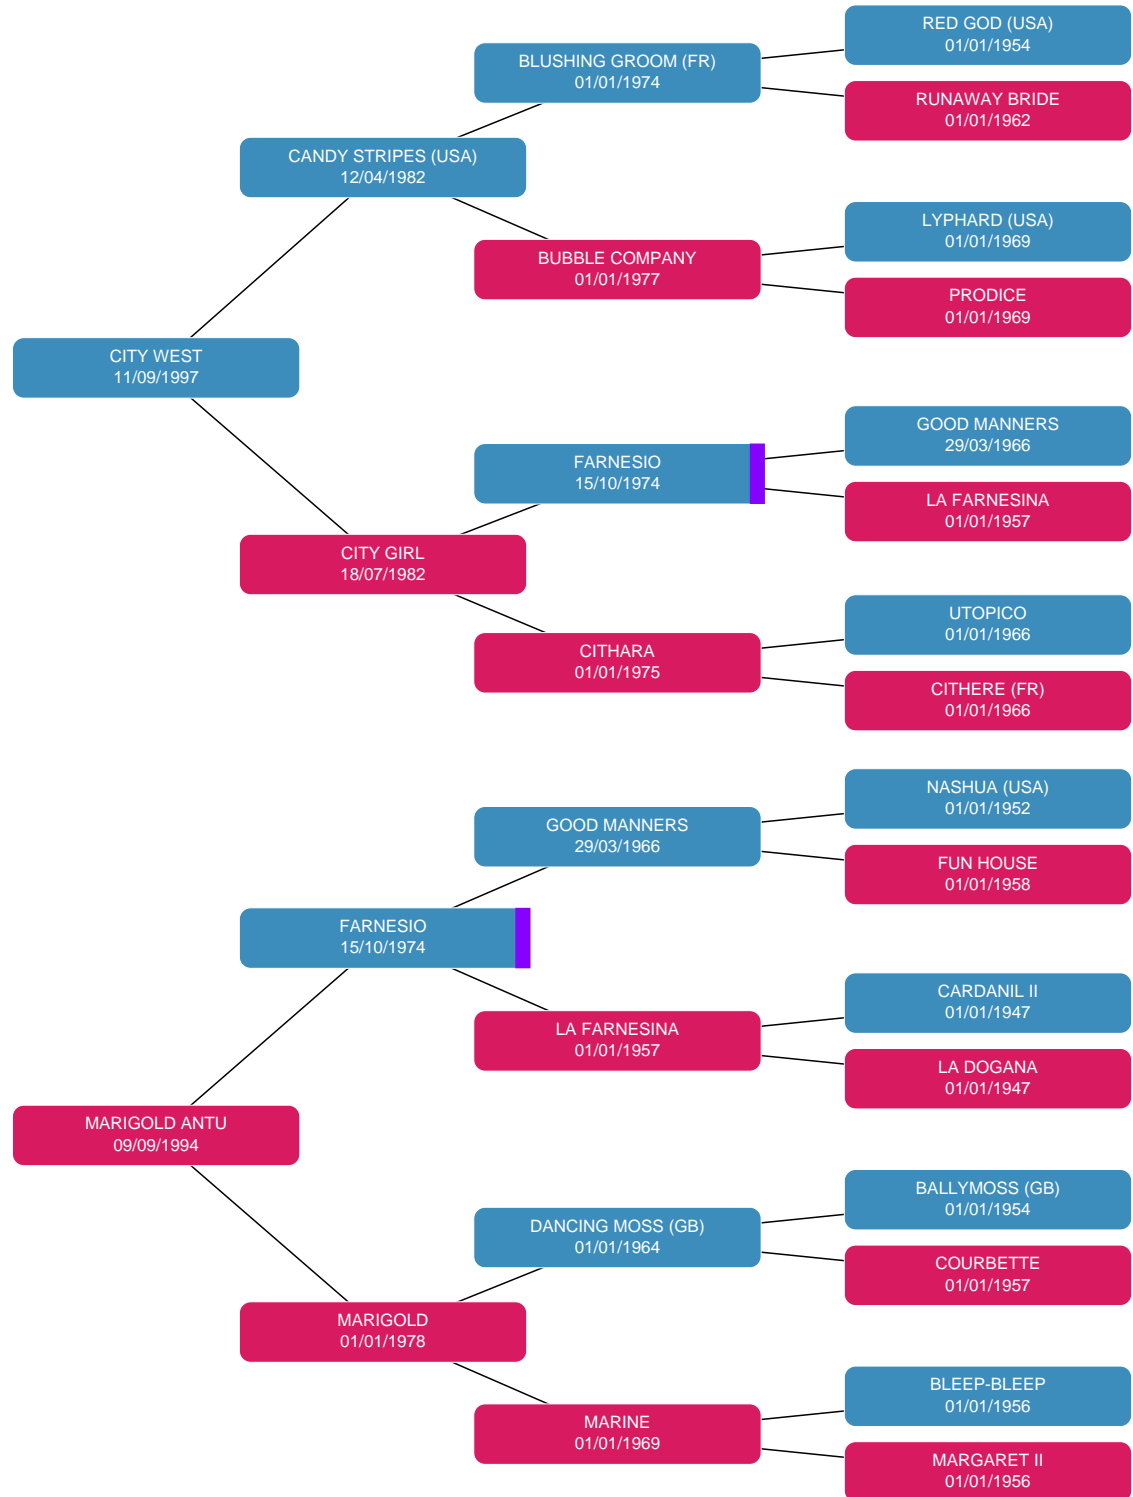 RED GOD (USA)
01/01/1954
BLUSHING GROOM (FR)
01/01/1974
RUNAWAY BRIDE
01/01/1962
CANDY STRIPES (USA)
12/04/1982
LYPHARD (USA)
01/01/1969
BUBBLE COMPANY
01/01/1977
PRODICE
01/01/1969
CITY WEST
11/09/1997
GOOD MANNERS
29/03/1966
FARNESIO
15/10/1974
LA FARNESINA
01/01/1957
CITY GIRL
18/07/1982
UTOPICO
01/01/1966
CITHARA
01/01/1975
CITHERE (FR)
01/01/1966
NASHUA (USA)
01/01/1952
GOOD MANNERS
29/03/1966
FUN HOUSE
01/01/1958
FARNESIO
15/10/1974
CARDANIL II
01/01/1947
LA FARNESINA
01/01/1957
LA DOGANA
01/01/1947
MARIGOLD ANTU
09/09/1994
BALLYMOSS (GB)
01/01/1954
DANCING MOSS (GB)
01/01/1964
COURBETTE
01/01/1957
MARIGOLD
01/01/1978
BLEEP-BLEEP
01/01/1956
MARINE
01/01/1969
MARGARET II
01/01/1956